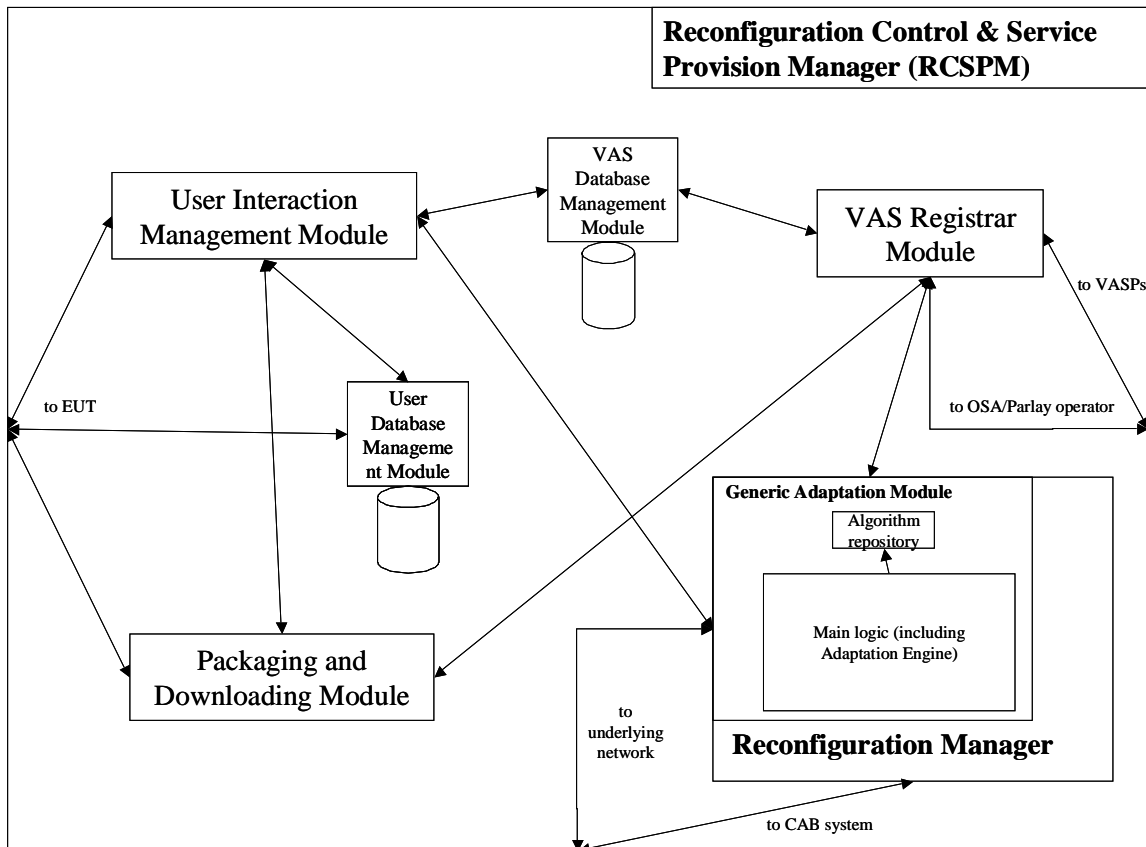 Reconfiguration Control & Service
Provision Manager (RCSPM)
VAS
Database
Management
Module
User Interaction
Management Module
VAS Registrar
Module
to VASPs
to EUT
User
Database
Manageme
nt Module
to OSA/Parlay operator
Generic Adaptation Module
Algorithm
repository
Main logic (including
Adaptation Engine)
Packaging and
Downloading Module
to
underlying
network
Reconfiguration Manager
to CAB system